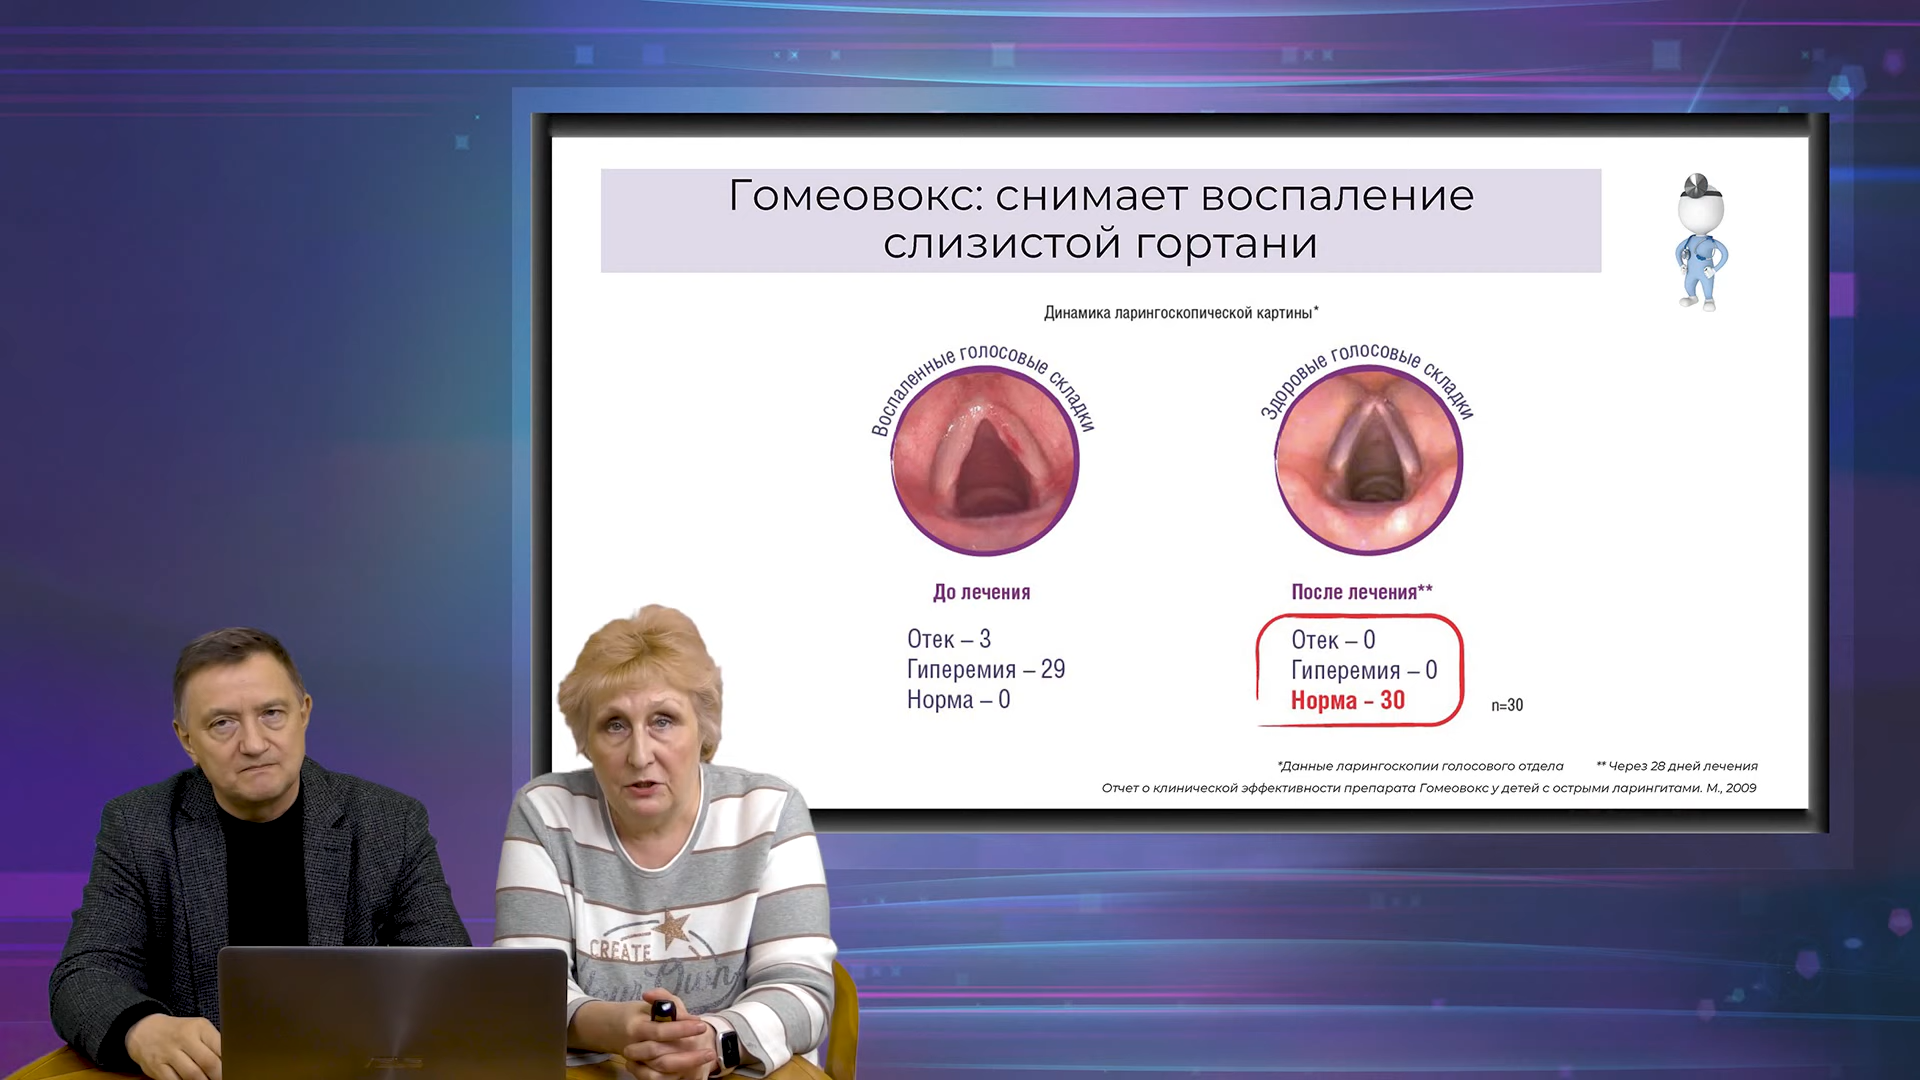 Гомеовокс: снимает воспаление
слизистой гортани
Динамика ларингоскопической картины*
Воспаленные голосовые складки
Здоровые голосовые складки
До лечения
Отек – 3
Гиперемия – 29
Норма – 0
После лечения**
Отек – 0
Гиперемия – 0
Норма – 30
n=30
*Данные ларингоскопии голосового отдела
** Через 28 дней лечения
Отчет о клинической эффективности препарата Гомеовокс у детей с острыми ларингитами. М., 2009
CREATE
Your Own